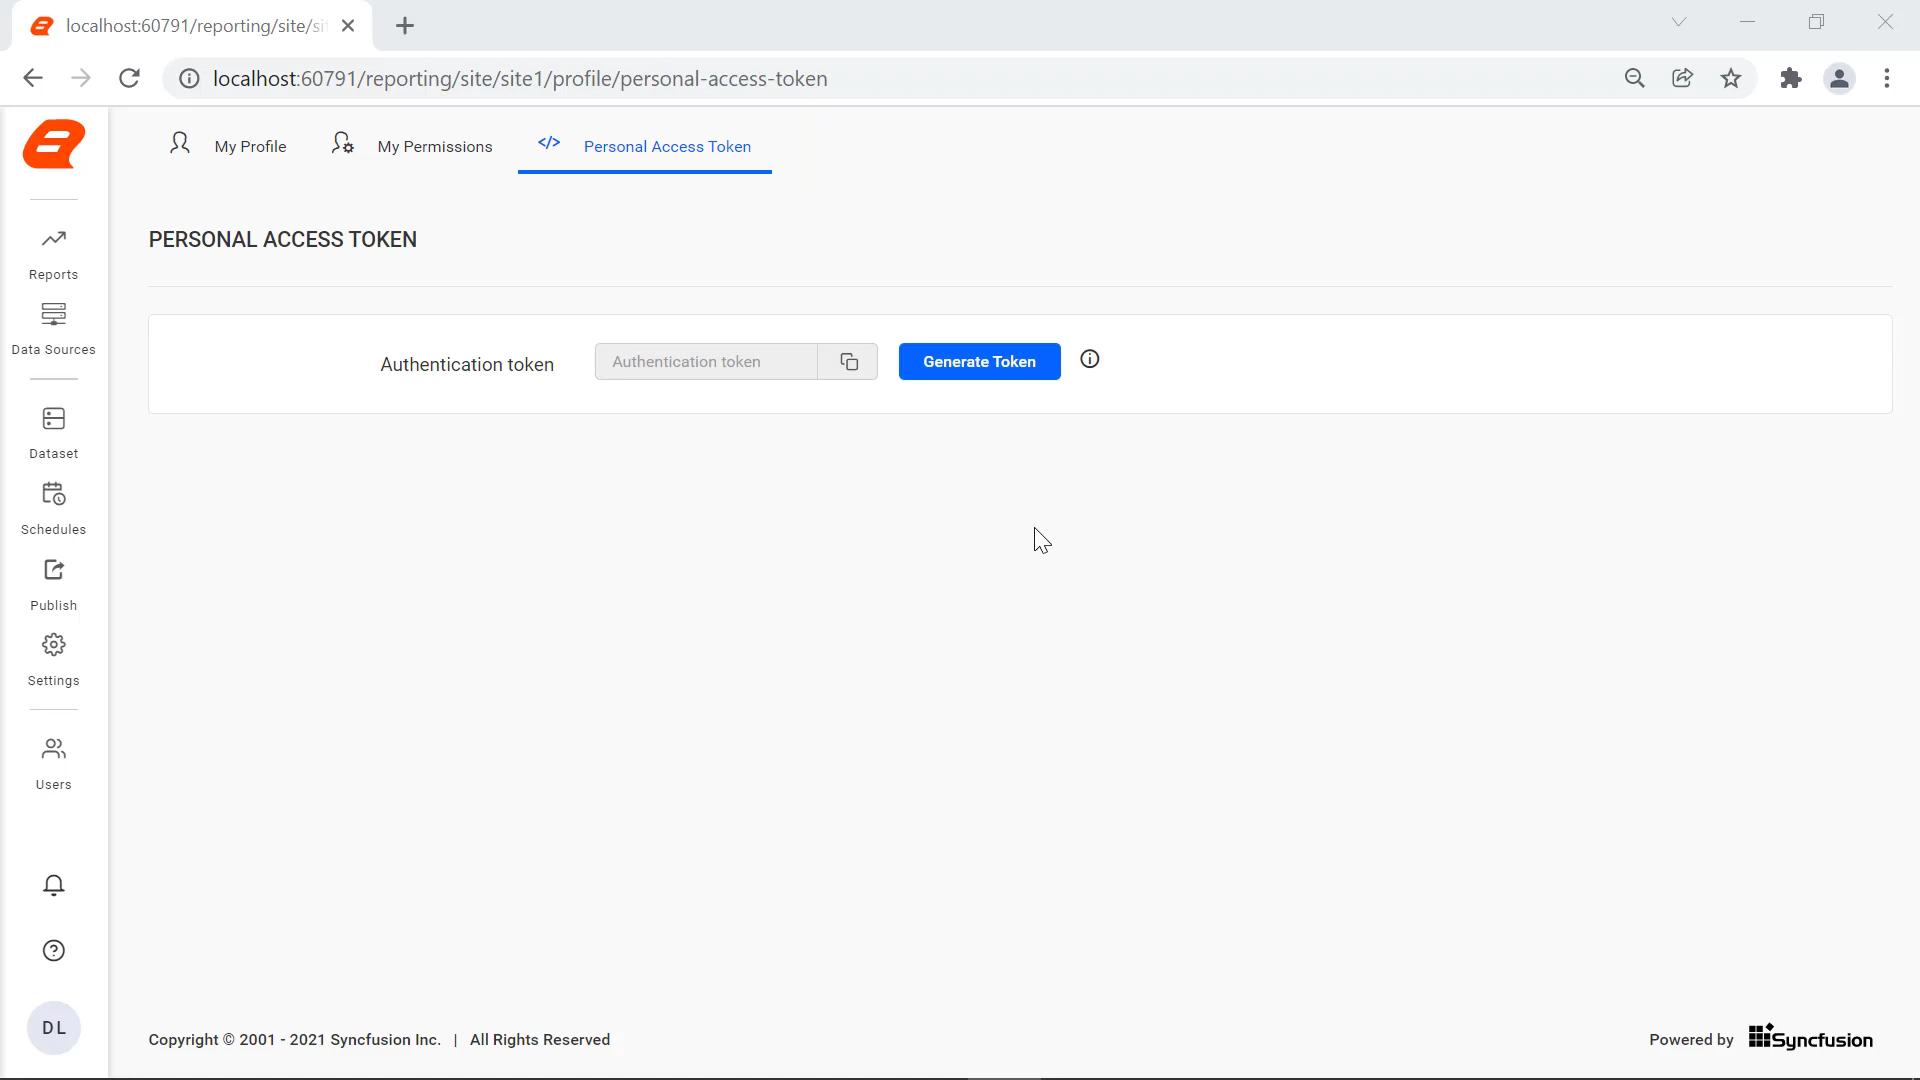 localhost:60791/reporting/site/si
localhost:60791/reporting/site/site1/profile/personal-access-token
My Profile
My Permissions
</> Personal Access Token
Reports
Data Sources
Dataset
Schedules
Publish
Settings
Users
DL
PERSONAL ACCESS TOKEN
Authentication token
Authentication token
Generate Token
Copyright © 2001 - 2021 Syncfusion Inc. | All Rights Reserved
Powered by Syncfusion